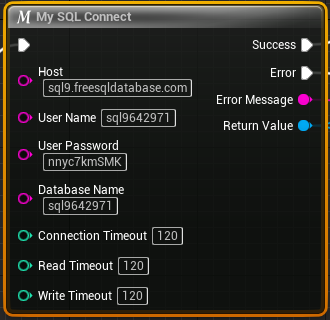 M My SQL Connect
Success
Host
Error
sql9.freesqldatabase.com
Error Message
User Name sql9642971
Return Value
User Password
nnyc7kmSMK
Database Name
sql9642971
Connection Timeout 120
Read Timeout 120
Write Timeout 120